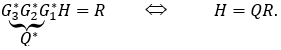 G₃*G₂*G₁*H = R ⇔ H = QR.
Q*